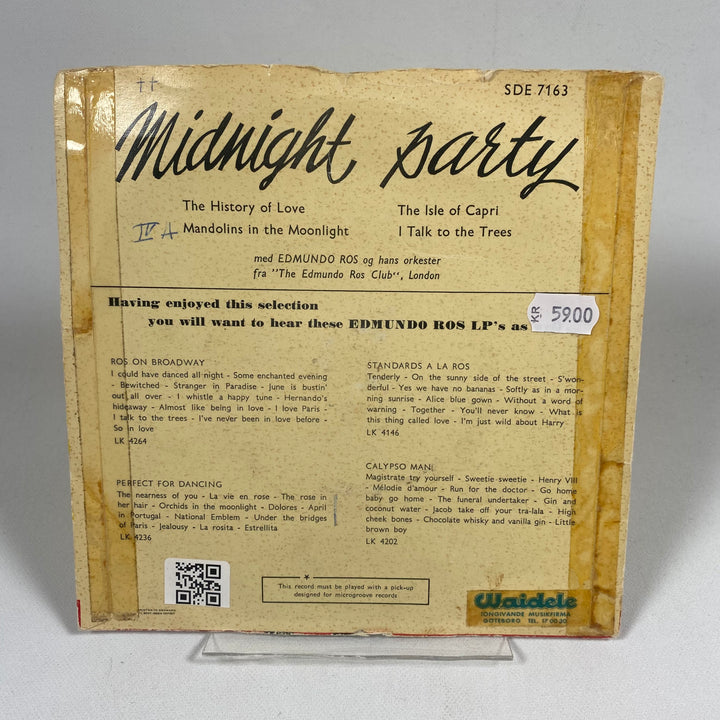 ††
SDE 7163
Midnight party
The History of Love
The Isle of Capri
IV A Mandolins in the Moonlight
I Talk to the Trees
med EDMUNDO ROS og hans orkester
fra "The Edmundo Ros Club", London
Having enjoyed this selection
you will want to hear these EDMUNDO ROS LP's as
KR 59.00
ROS ON BROADWAY
I could have danced all night - Some enchanted evening
- Bewitched - Stranger in Paradise - June is bustin'
out all over - I whistle a happy tune - Hernando's
hideaway - Almost like being in love - I love Paris -
I talk to the trees - I've never been in love before -
So in love
LK 4264
STANDARDS A LA ROS
Tenderly - On the sunny side of the street - S'won-
derful - Yes we have no bananas - Softly as in a mor-
ning sunrise - Alice blue gown - Without a word of
warning - Together - You'll never know - What is
this thing called love - I'm just wild about Harry
LK 4146
PERFECT FOR DANCING
The nearness of you - La vie en rose - The rose in
her hair - Orchids in the moonlight - Dolores - April
in Portugal - National Emblem - Under the bridges
of Paris - Jealousy - La rosita - Estrellita
LK 4236
CALYPSO MAN
Magistrate try yourself - Sweetie sweetie - Henry VIII
- Mélodie d'amour - Run for the doctor - Go home
baby go home - The funeral undertaker - Gin and
coconut water - Jacob take off your tra-lala - High
cheek bones - Chocolate whisky and vanilla gin - Little
brown boy
LK 4202
This record must be played with a pick-up
designed for microgroove records
Waidele
TONGIVANDE MUSIKFIRMA
GÖTEBORG TEL. 17 00 30